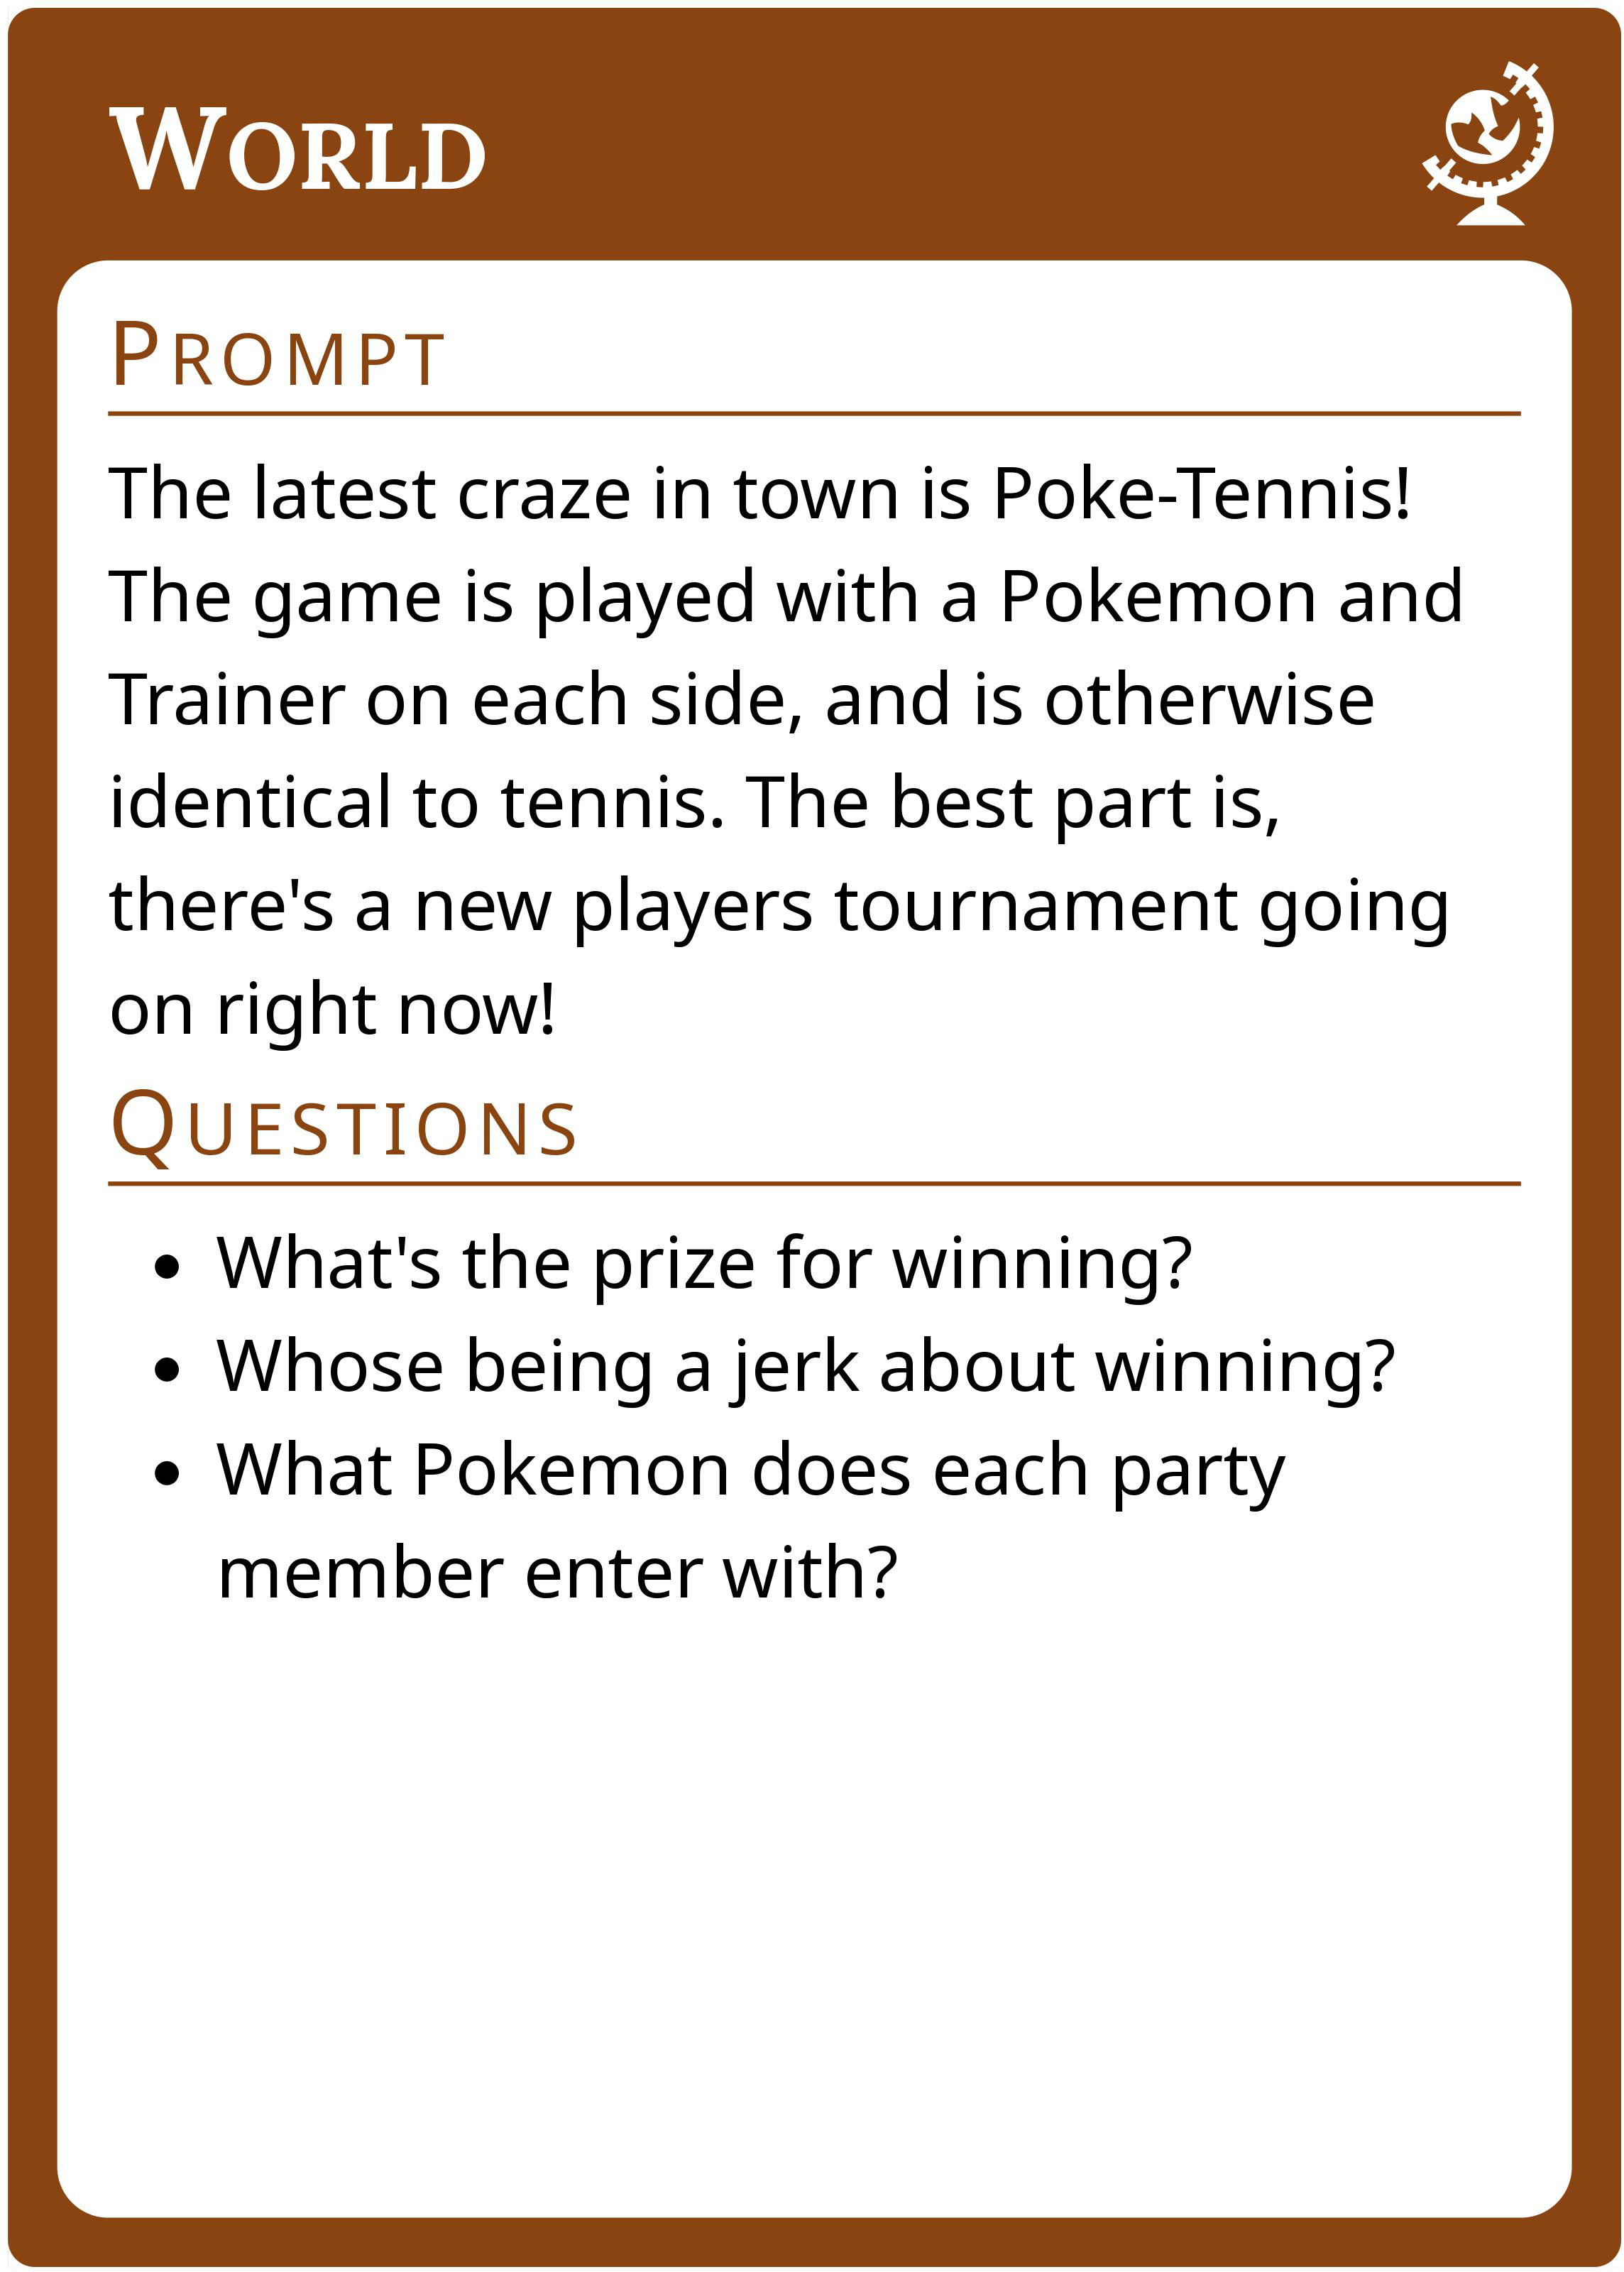 World
Prompt
The latest craze in town is Poke-Tennis!
The game is played with a Pokemon and
Trainer on each side, and is otherwise
identical to tennis. The best part is,
there's a new players tournament going
on right now!
Questions
• What's the prize for winning?
• Whose being a jerk about winning?
• What Pokemon does each party
member enter with?